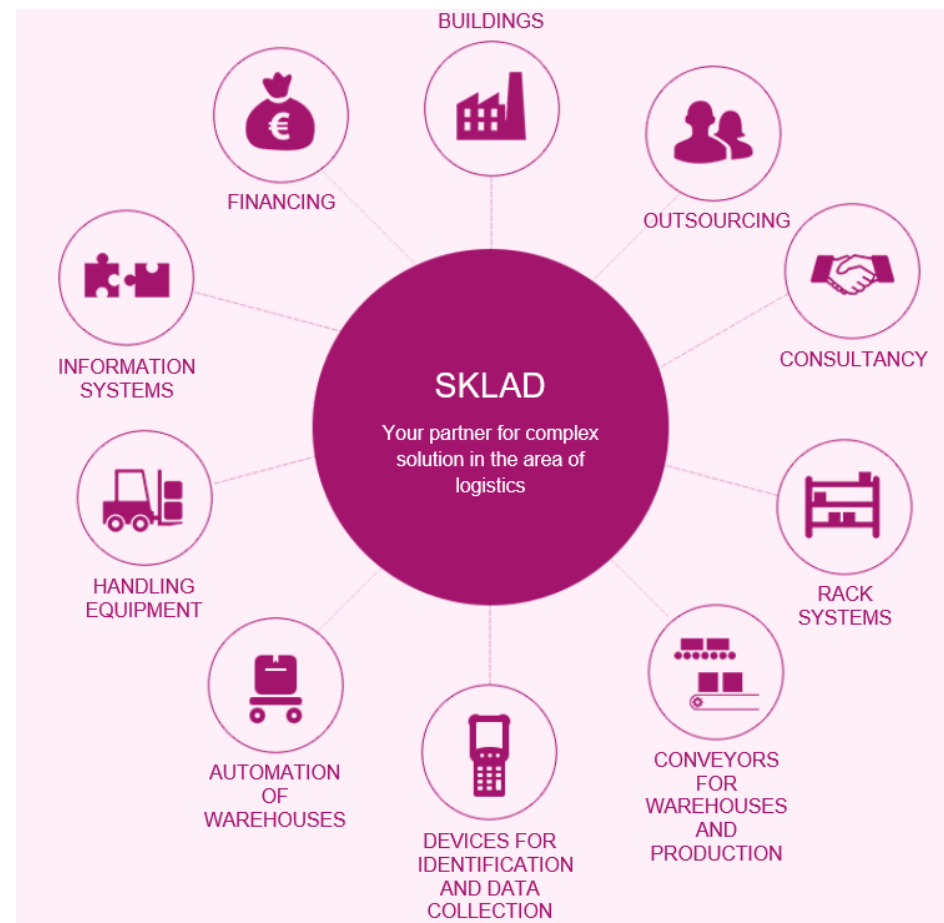 BUILDINGS
FINANCING
OUTSOURCING
INFORMATION
SYSTEMS
CONSULTANCY
SKLAD
Your partner for complex
solution in the area of
logistics
HANDLING
EQUIPMENT
RACK
SYSTEMS
AUTOMATION
OF
WAREHOUSES
DEVICES FOR
IDENTIFICATION
AND DATA
COLLECTION
CONVEYORS
FOR
WAREHOUSES
AND
PRODUCTION
€